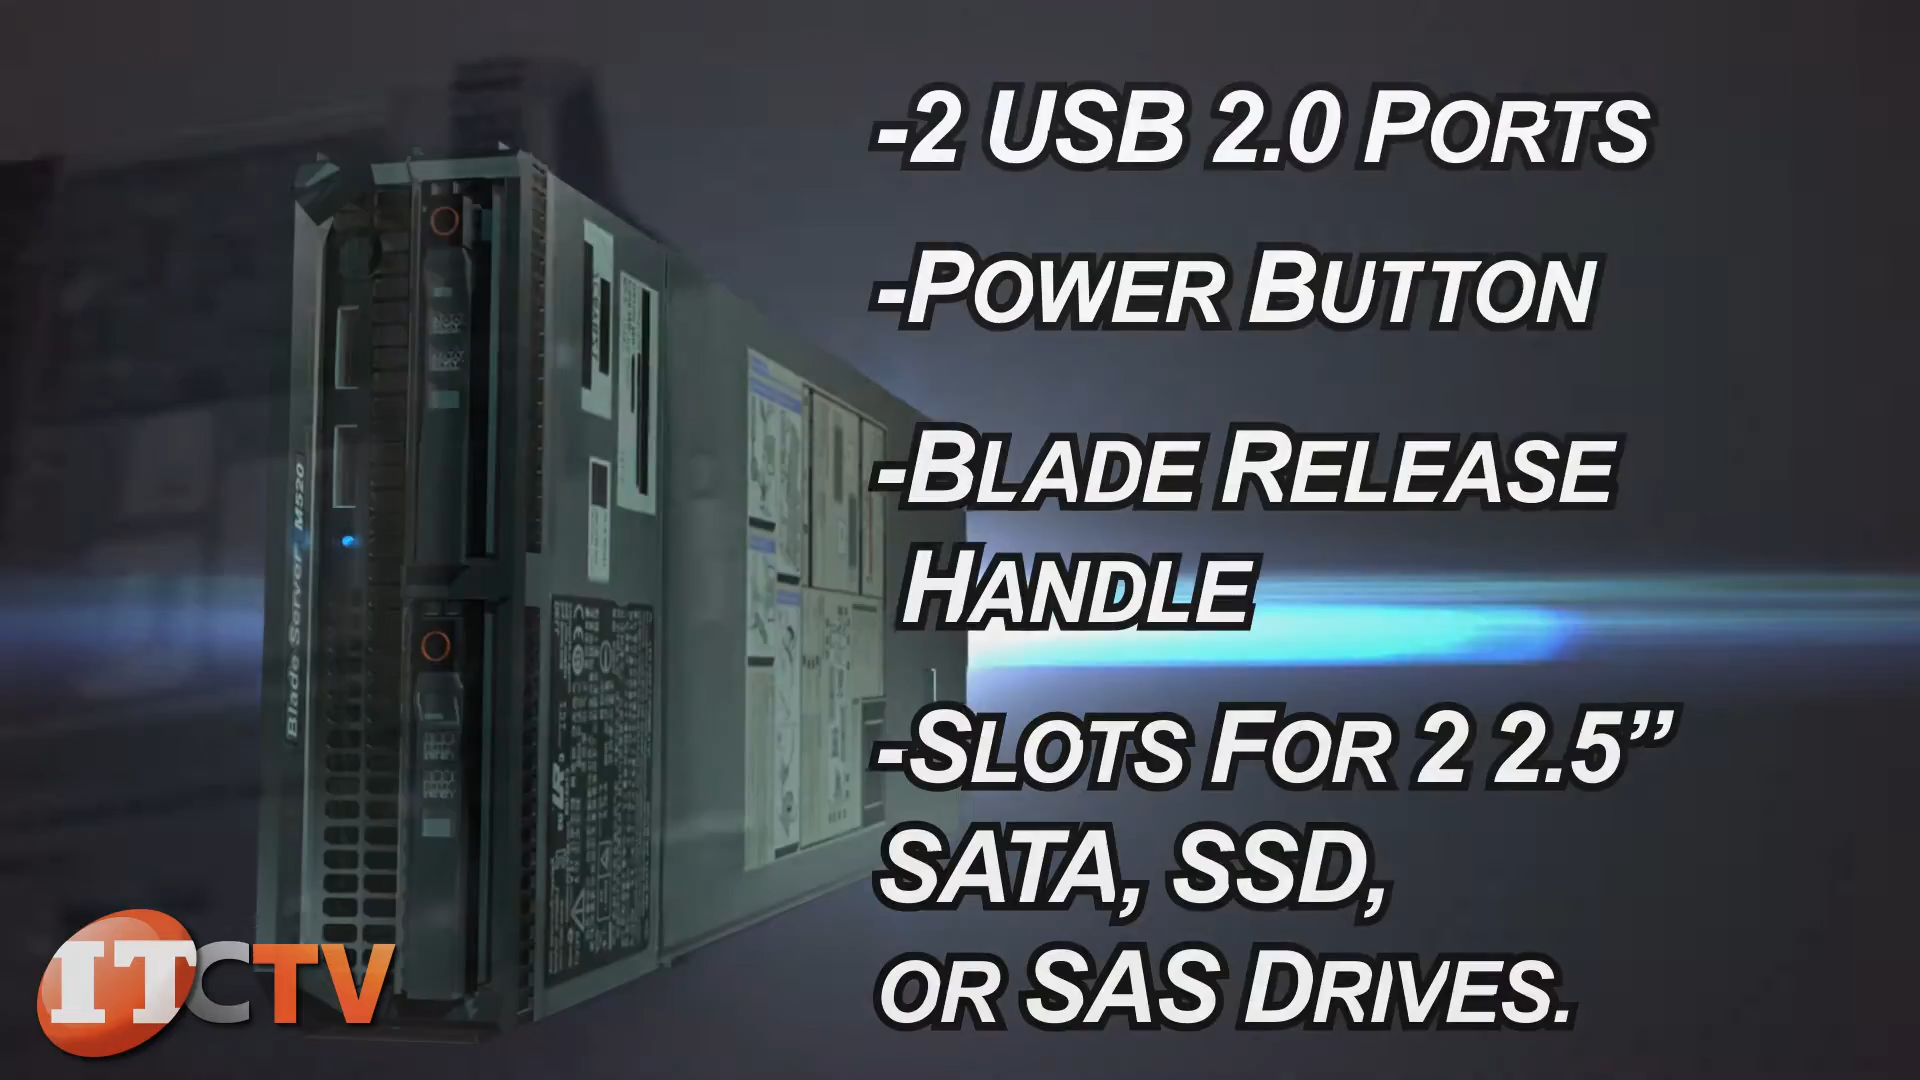 -2 USB 2.0 PORTS
-POWER BUTTON
-BLADE RELEASE
HANDLE
-SLOTS FOR 2 2.5”
SATA, SSD,
OR SAS DRIVES.
Blade Server M520
ITCTV